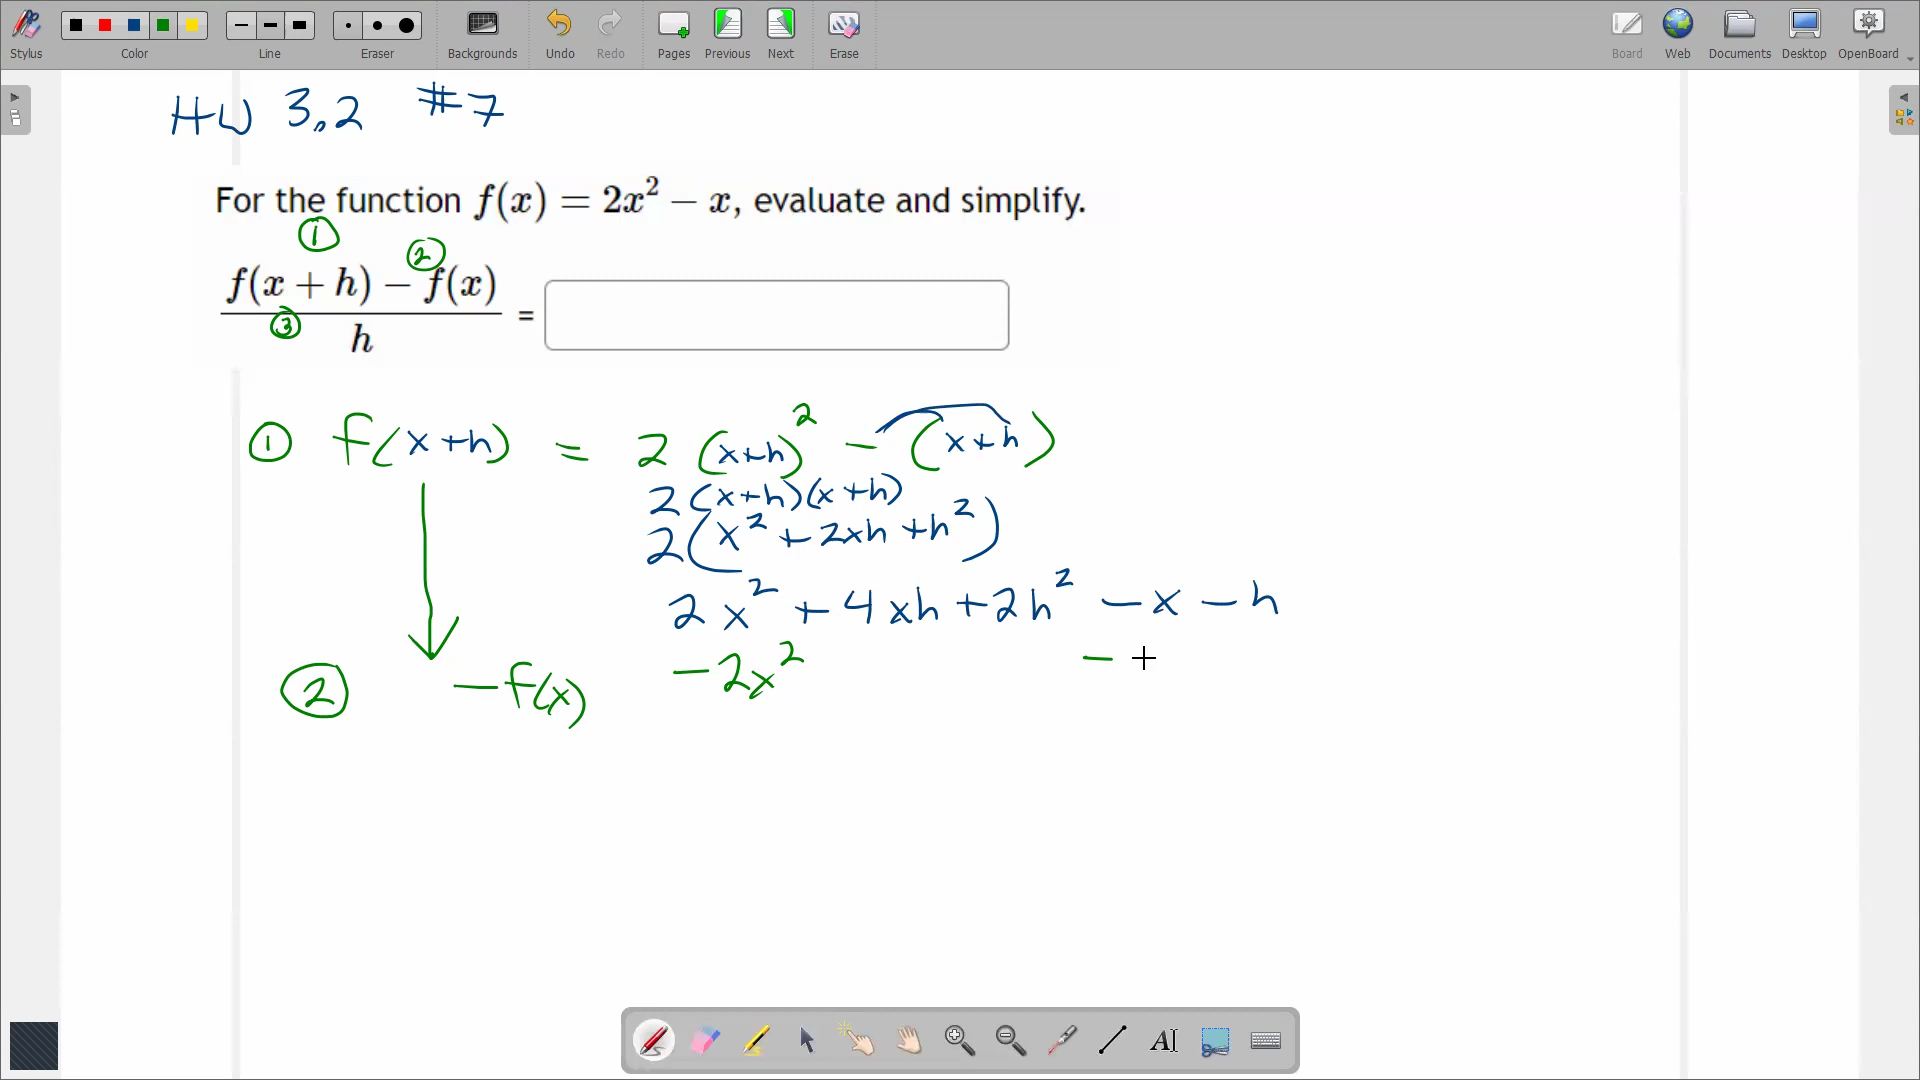 Stylus Color Line Eraser Backgrounds Undo Redo Pages Previous Next Erase Board Web Documents Desktop OpenBoard
HW 3.2 #7
For the function f(x) = 2x² − x, evaluate and simplify.
① ②
f(x + h) − f(x)
③
h
=
① f(x+h) = 2(x+h)² − (x+h)
2(x+h)(x+h)
2(x² + 2xh + h²)
2x² + 4xh + 2h² − x − h
② − f(x) − 2x² −